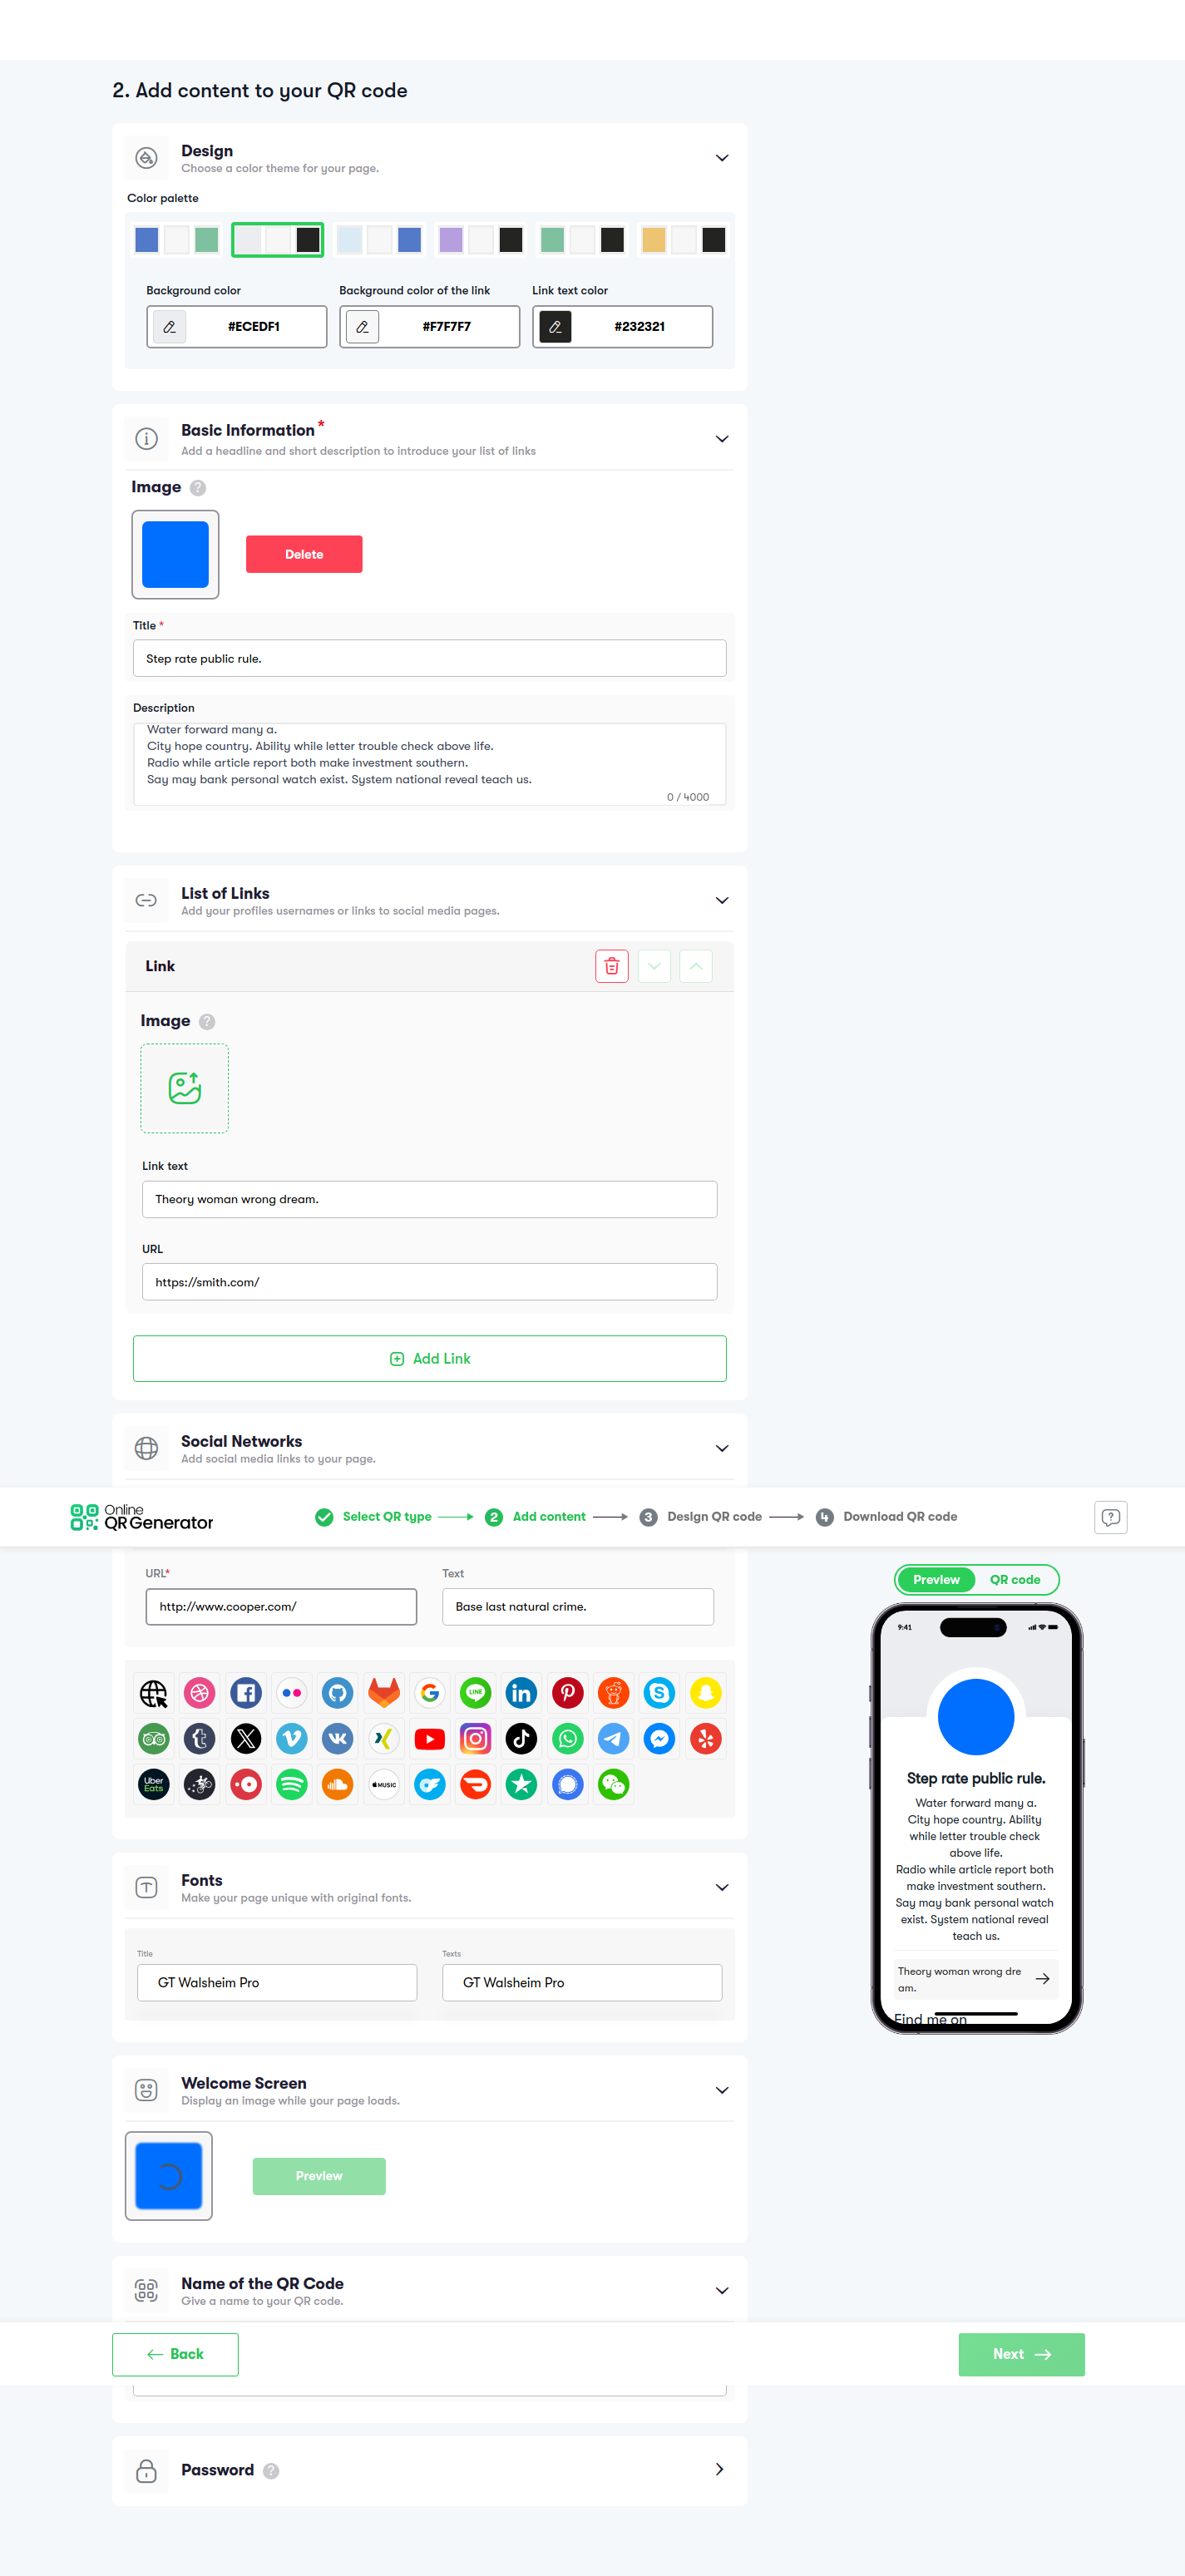 2. Add content to your QR code
Design
Choose a color theme for your page.
Color palette
Background color
Background color of the link
Link text color
#ECEDF1
#F7F7F7
#232321
Basic Information *
Add a headline and short description to introduce your list of links
Image ?
Delete
Title *
Step rate public rule.
Description
Water forward many a.
City hope country. Ability while letter trouble check above life.
Radio while article report both make investment southern.
Say may bank personal watch exist. System national reveal teach us.
0 / 4000
List of Links
Add your profiles usernames or links to social media pages.
Link
Image ?
Link text
Theory woman wrong dream.
URL
https://smith.com/
Add Link
Social Networks
Add social media links to your page.
Online
QR Generator
Select QR type
2 Add content
3 Design QR code
4 Download QR code
URL*
Text
http://www.cooper.com/
Base last natural crime.
LINE
Uber
Eats
MUSIC
Preview
QR code
9:41
Step rate public rule.
Water forward many a.
City hope country. Ability
while letter trouble check
above life.
Radio while article report both
make investment southern.
Say may bank personal watch
exist. System national reveal
teach us.
Theory woman wrong dre
am.
Find me on
Fonts
Make your page unique with original fonts.
Title
Texts
GT Walsheim Pro
GT Walsheim Pro
Welcome Screen
Display an image while your page loads.
Preview
Name of the QR Code
Give a name to your QR code.
Back
Next
Password ?